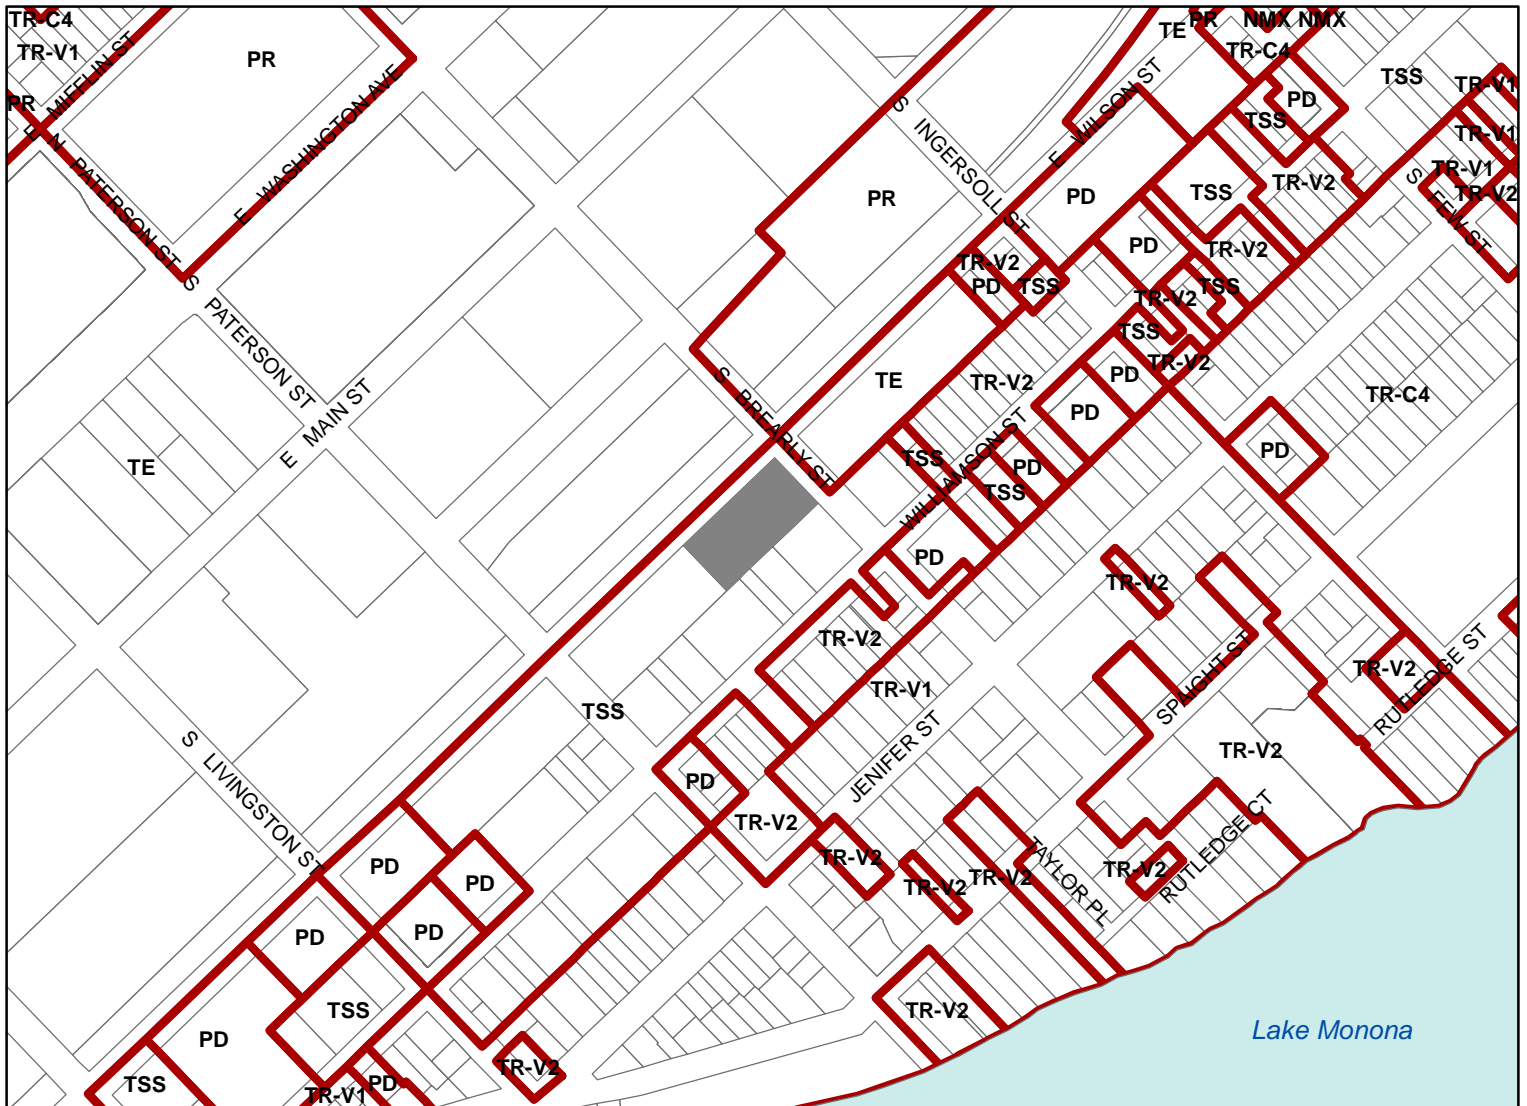 TR-C4
TR-V1
PR
E MIFFLIN ST
PR
E WASHINGTON AVE
N PATERSON ST
S PATERSON ST
E MAIN ST
TE
S INGERSOLL ST
E WILSON ST
TE
PR
NMX
NMX
TR-C4
TSS
PD
TSS
TR-V1
TR-V1
TR-V1
TR-V2
S FEW ST
PR
PD
TSS
TR-V2
PD
TR-V2
TR-V2
PD
TSS
TR-V2
TSS
TSS
TR-V2
TE
S BREARLY ST
TR-V2
PD
PD
TR-C4
PD
TSS
WILLIAMSON ST
PD
TSS
PD
TR-V2
TR-V2
TR-V1
TSS
JENIFER ST
SPAIGHT ST
TR-V2
RUTLEDGE ST
TR-V2
S LIVINGSTON ST
PD
TR-V2
TR-V2
TR-V2
TR-V2
TAYLOR PL
TR-V2
RUTLEDGE CT
PD
PD
PD
PD
TSS
PD
TSS
TR-V1
PD
TR-V2
TR-V2
Lake Monona